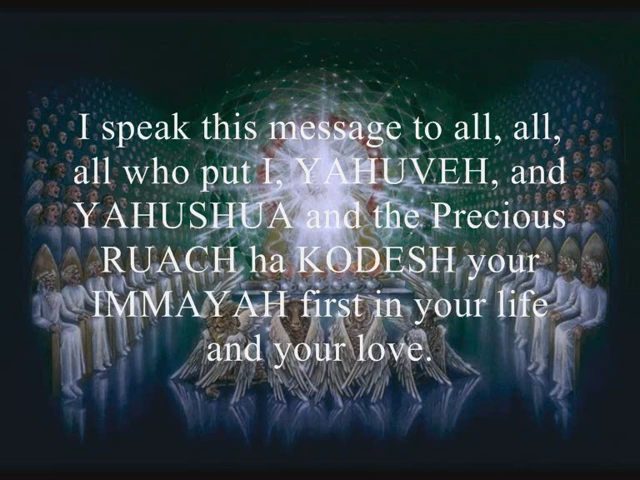 I speak this message to all, all,
all who put I, YAHUVEH, and
YAHUSHUA and the Precious
RUACH ha KODESH your
IMMAYAH first in your life
and your love.